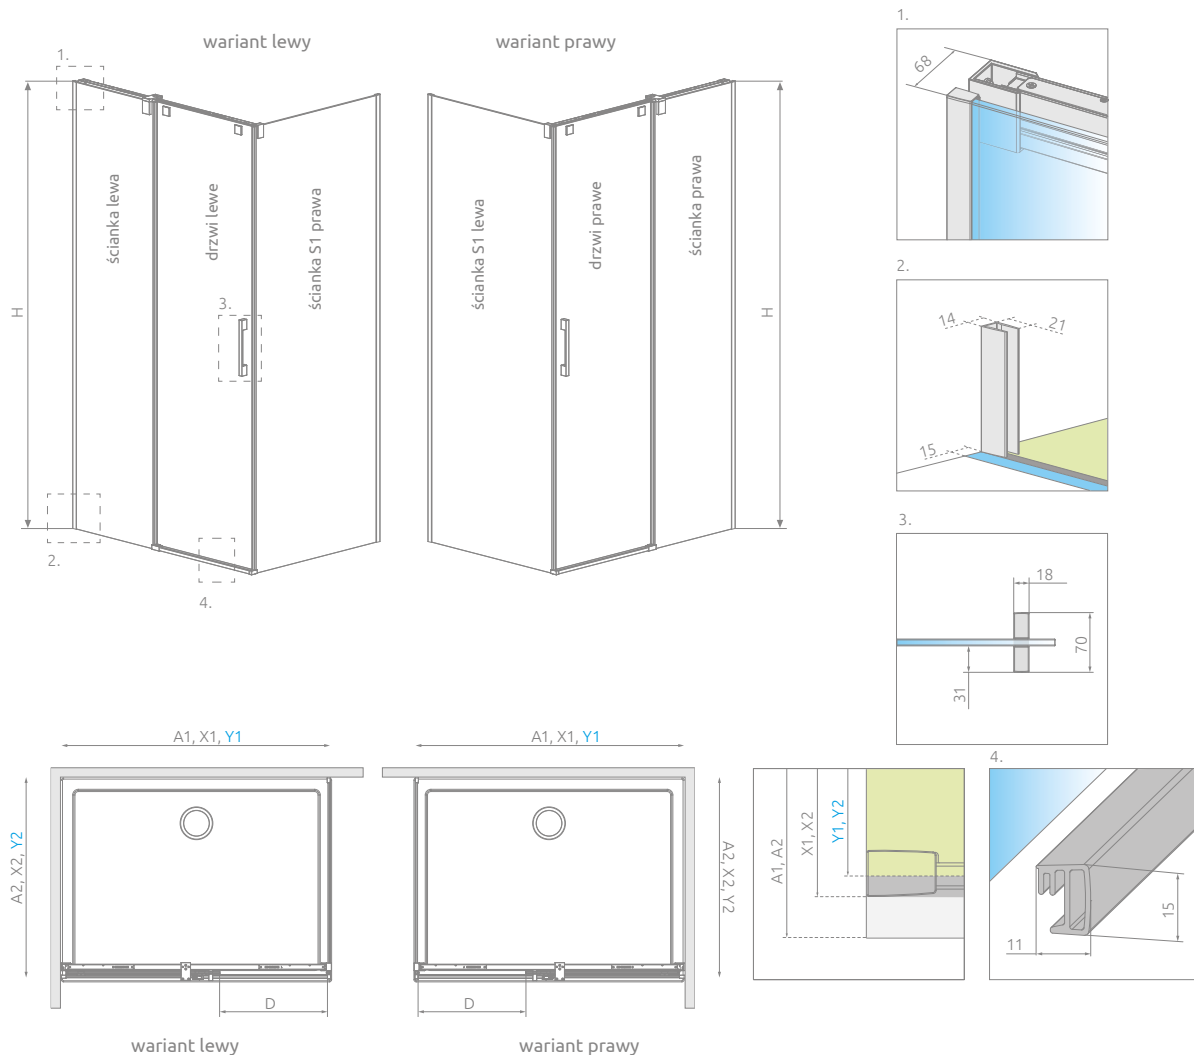 wariant lewy
wariant prawy
1.
H
ścianka lewa
drzwi lewe
ścianka S1 prawa
3.
2.
4.
ścianka S1 lewa
drzwi prawe
ścianka prawa
H
1.
68
2.
14
21
15
3.
18
70
31
A1, X1, Y1
A2, X2, Y2
D
wariant lewy
A1, X1, Y1
A2, X2, Y2
D
wariant prawy
A1, A2
X1, X2
Y1, Y2
4.
15
11